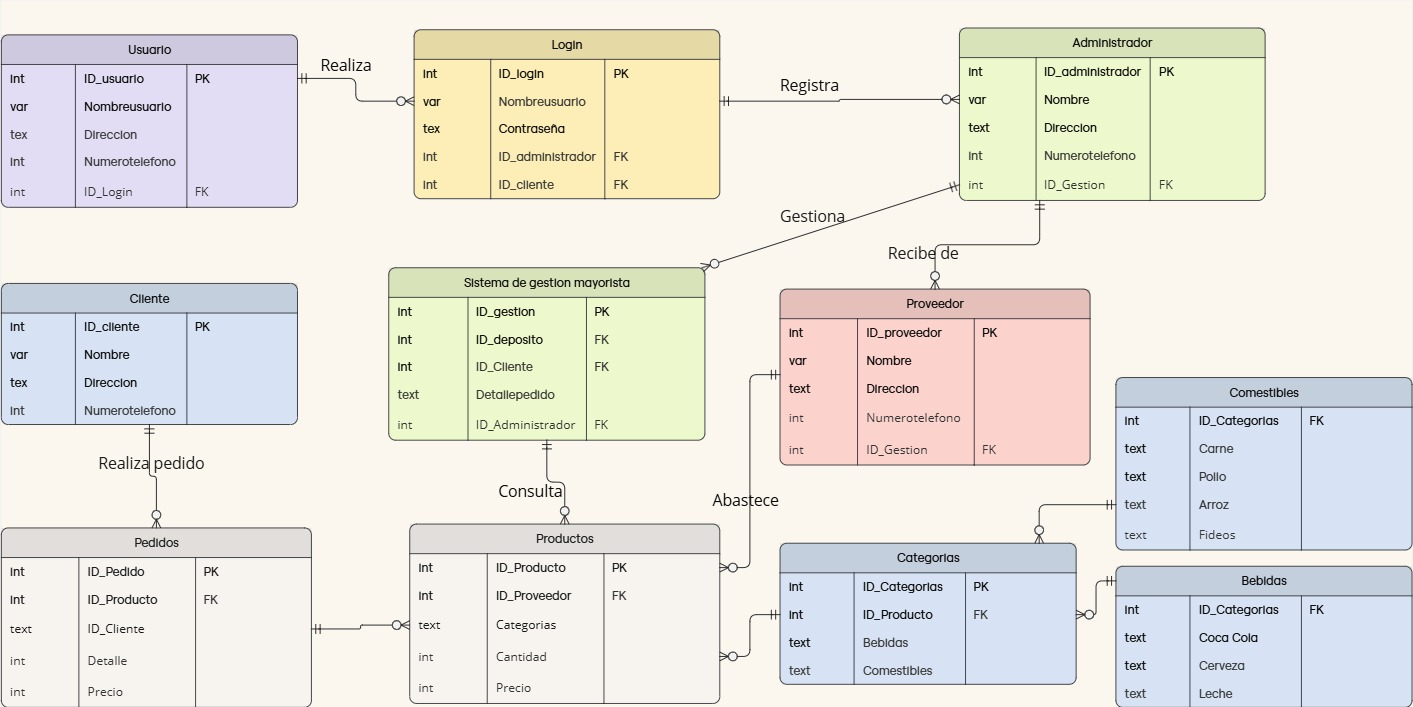 Usuario
Int ID_usuario PK
var Nombreusuario
tex Direccion
Int Numerotelefono
int ID_Login FK
Realiza
Login
Int ID_login PK
var Nombreusuario
tex Contraseña
Int ID_administrador FK
Int ID_cliente FK
Registra
Administrador
Int ID_administrador PK
var Nombre
text Direccion
Int Numerotelefono
int ID_Gestion FK
Gestiona
Recibe de
Cliente
Int ID_cliente PK
var Nombre
tex Direccion
Int Numerotelefono
Realiza pedido
Sistema de gestion mayorista
Int ID_gestion PK
Int ID_deposito FK
Int ID_Cliente FK
text Detallepedido
int ID_Administrador FK
Consulta
Proveedor
Int ID_proveedor PK
var Nombre
text Direccion
int Numerotelefono
int ID_Gestion FK
Abastece
Comestibles
Int ID_Categorias FK
text Carne
text Pollo
text Arroz
text Fideos
Pedidos
Int ID_Pedido PK
Int ID_Producto FK
text ID_Cliente
int Detalle
int Precio
Productos
Int ID_Producto PK
Int ID_Proveedor FK
text Categorias
int Cantidad
int Precio
Categorias
Int ID_Categorias PK
Int ID_Producto FK
text Bebidas
text Comestibles
Bebidas
Int ID_Categorias FK
text Coca Cola
text Cerveza
text Leche